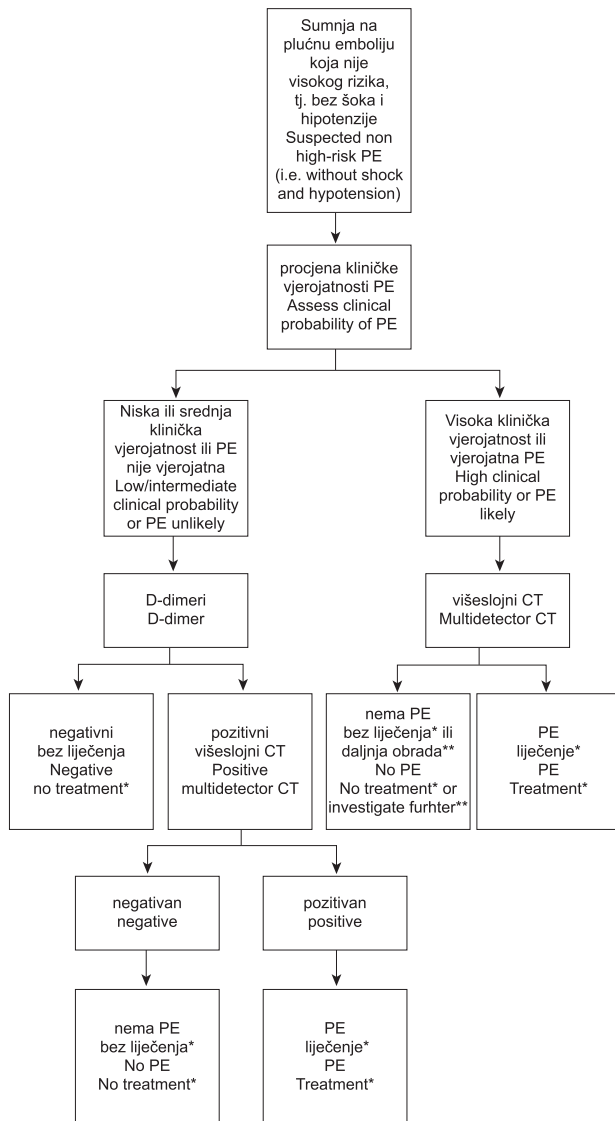 Sumnja na
plućnu emboliju
koja nije
visokog rizika,
tj. bez šoka i
hipotenzije
Suspected non
high-risk PE
(i.e. without shock
and hypotension)
procjena kliničke
vjerojatnosti PE
Assess clinical
probability of PE
Niska ili srednja
klinička
vjerojatnost ili PE
nije vjerojatna
Low/intermediate
clinical probability
or PE unlikely
Visoka klinička
vjerojatnost ili
vjerojatna PE
High clinical
probability or PE
likely
D-dimeri
D-dimer
višeslojni CT
Multidetector CT
negativni
bez liječenja
Negative
no treatment*
pozitivni
višeslojni CT
Positive
multidetector CT
nema PE
bez liječenja* ili
daljnja obrada**
No PE
No treatment* or
investigate furhter**
PE
liječenje*
PE
Treatment*
negativan
negative
pozitivan
positive
nema PE
bez liječenja*
No PE
No treatment*
PE
liječenje*
PE
Treatment*